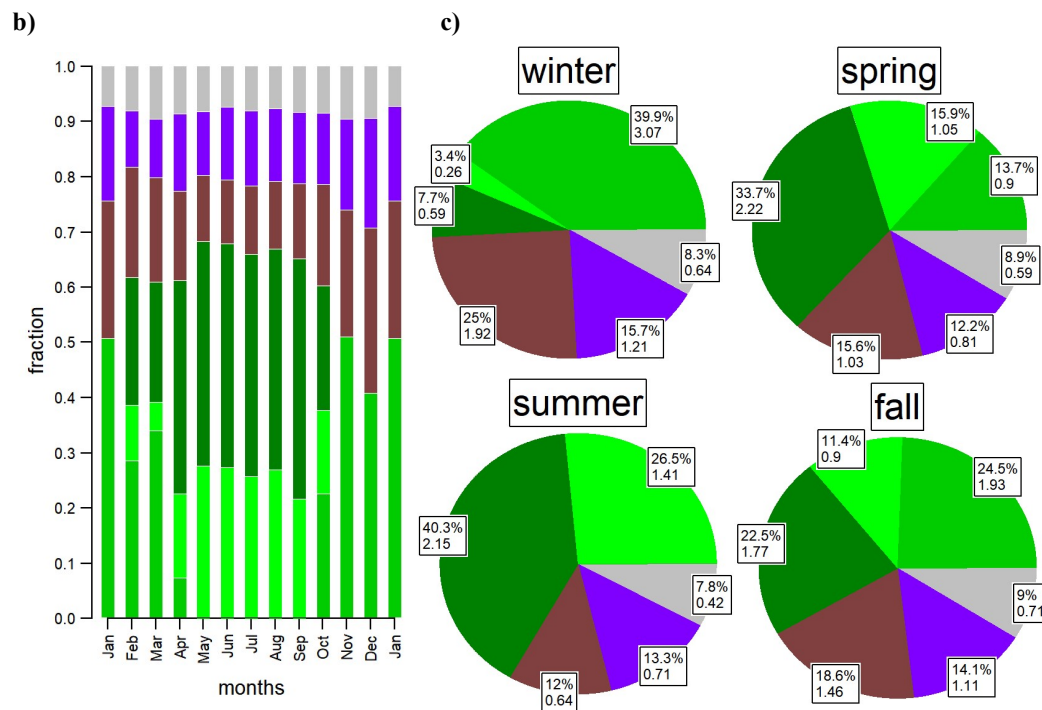 b)
1.0
0.9
0.8
0.7
0.6
0.5
0.4
0.3
0.2
0.1
0.0
fraction
Jan
Feb
Mar
Apr
May
Jun
Jul
Aug
Sep
Oct
Nov
Dec
Jan
months
c)
winter
39.9%
3.07
3.4%
0.26
7.7%
0.59
25%
1.92
15.7%
1.21
8.3%
0.64
spring
15.9%
1.05
13.7%
0.9
33.7%
2.22
15.6%
1.03
12.2%
0.81
8.9%
0.59
summer
26.5%
1.41
40.3%
2.15
12%
0.64
13.3%
0.71
7.8%
0.42
fall
11.4%
0.9
24.5%
1.93
22.5%
1.77
18.6%
1.46
14.1%
1.11
9%
0.71